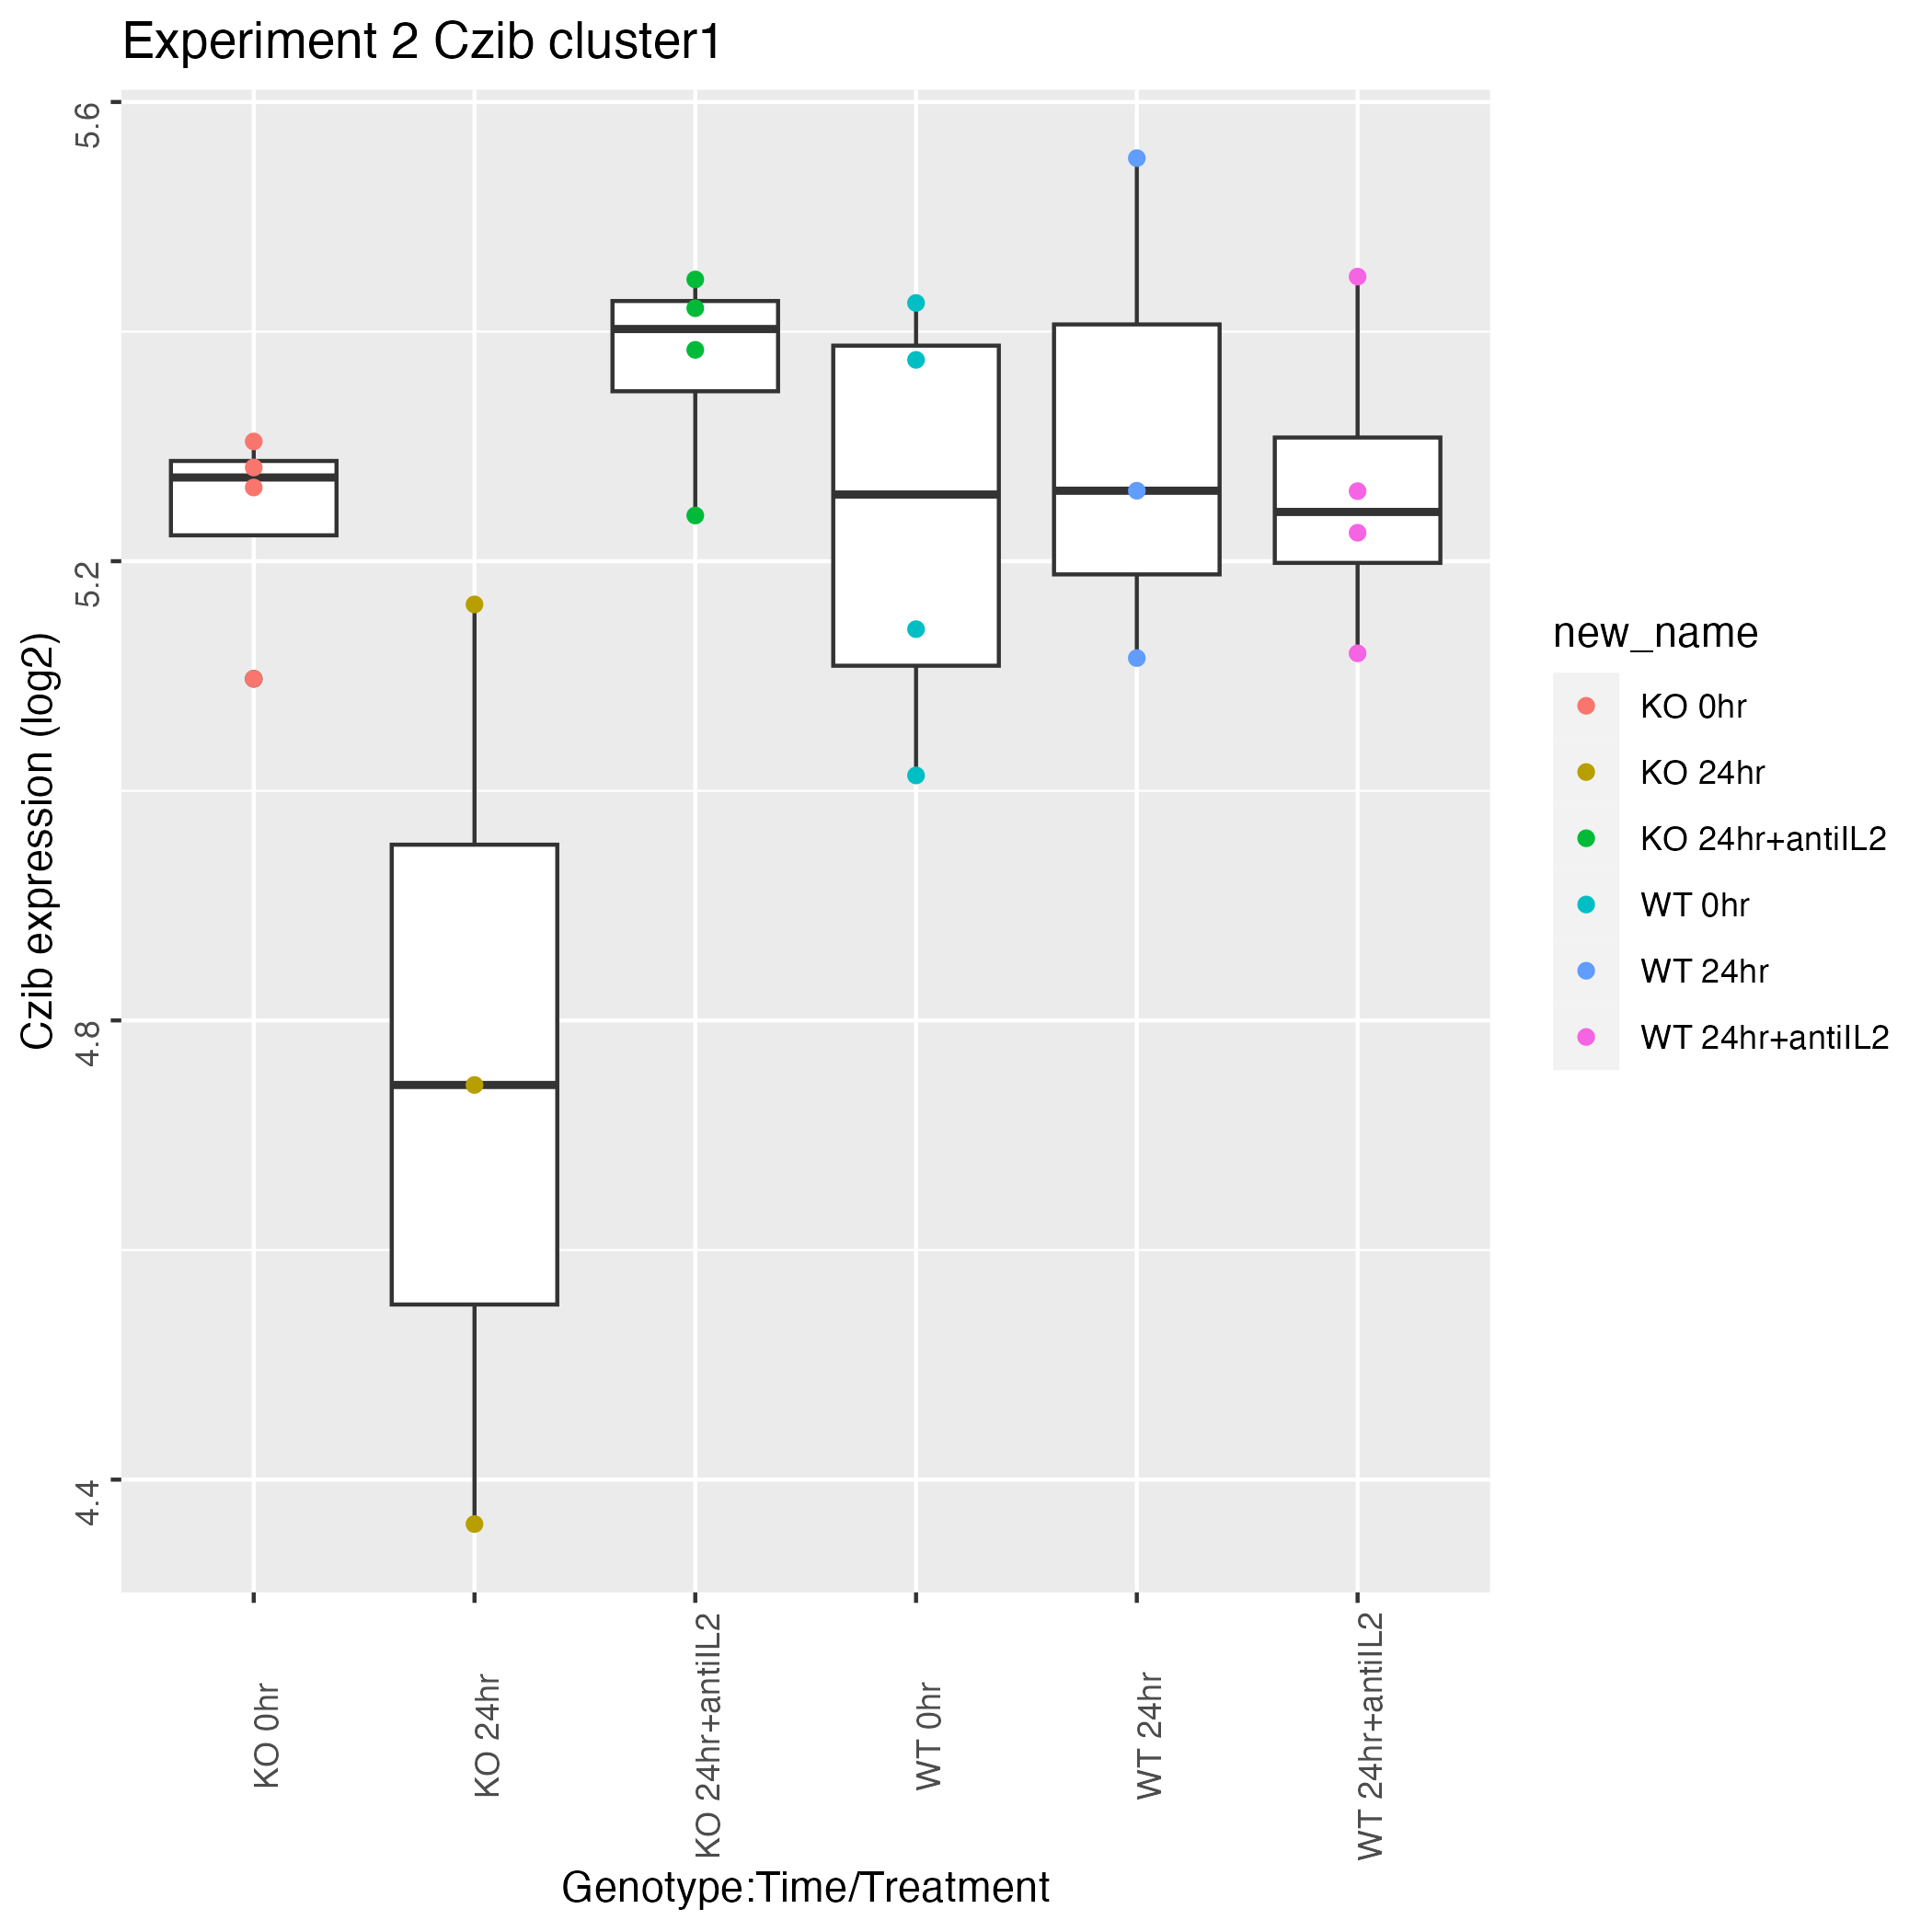 Experiment 2 Czib cluster1
5.6
5.2
4.8
4.4
Czib expression (log2)
KO 0hr
KO 24hr
KO 24hr+antiIL2
WT 0hr
WT 24hr
WT 24hr+antiIL2
Genotype:Time/Treatment
new_name
KO 0hr
KO 24hr
KO 24hr+antiIL2
WT 0hr
WT 24hr
WT 24hr+antiIL2